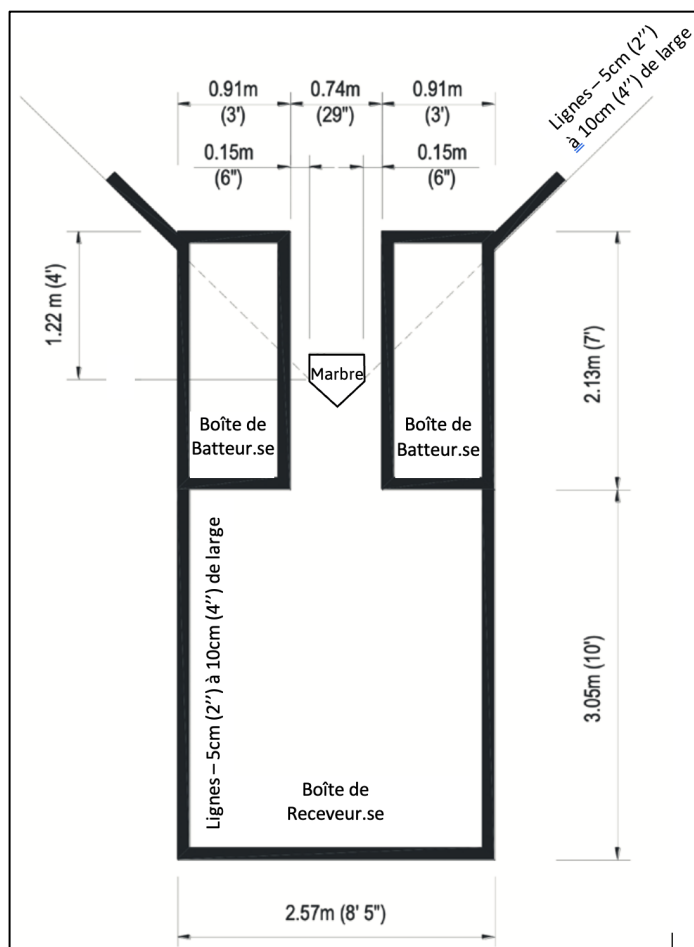 Lignes – 5cm (2’’)
à 10cm (4’’) de large
0.91m
(3')
0.74m
(29")
0.91m
(3')
0.15m
(6")
0.15m
(6")
1.22 m (4')
2.13m (7')
Marbre
Boîte de
Batteur.se
Boîte de
Batteur.se
Lignes – 5cm (2’’) à 10cm (4’’) de large
3.05m (10')
Boîte de
Receveur.se
2.57m (8' 5")